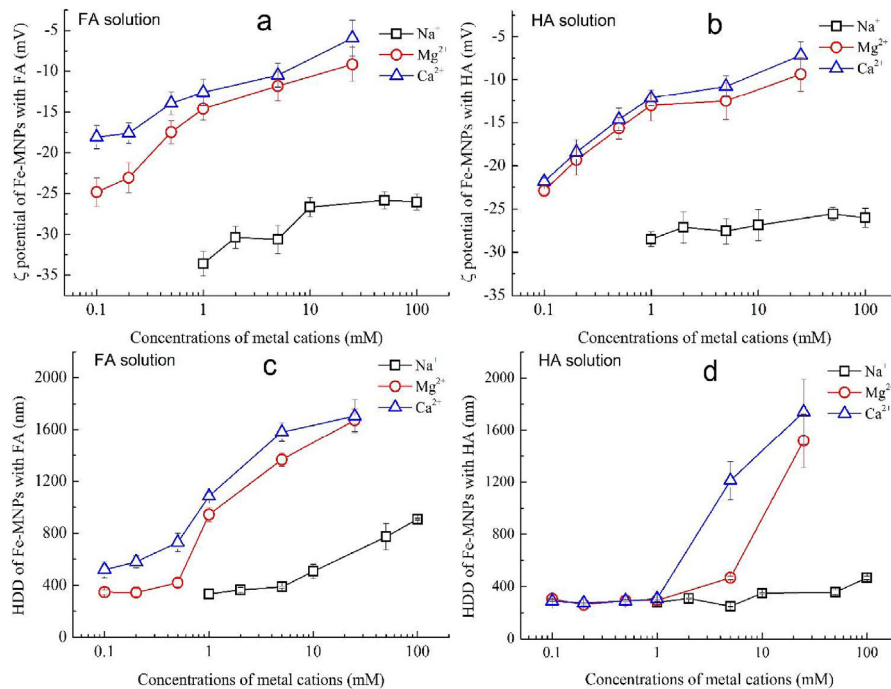 FA solution
a
Na⁺
Mg²⁺
Ca²⁺
ζ potential of Fe-MNPs with FA (mV)
-5
-10
-15
-20
-25
-30
-35
0.1 1 10 100
Concentrations of metal cations (mM)
HA solution
b
Na⁺
Mg²⁺
Ca²⁺
ζ potential of Fe-MNPs with HA (mV)
-5
-10
-15
-20
-25
-30
-35
0.1 1 10 100
Concentrations of metal cations (mM)
FA solution
c
Na⁺
Mg²⁺
Ca²⁺
HDD of Fe-MNPs with FA (nm)
2000
1600
1200
800
400
0
0.1 1 10 100
Concentrations of metal cations (mM)
HA solution
d
Na⁺
Mg²
Ca²⁺
HDD of Fe-MNPs with HA (nm)
2000
1600
1200
800
400
0
0.1 1 10 100
Concentrations of metal cations (mM)